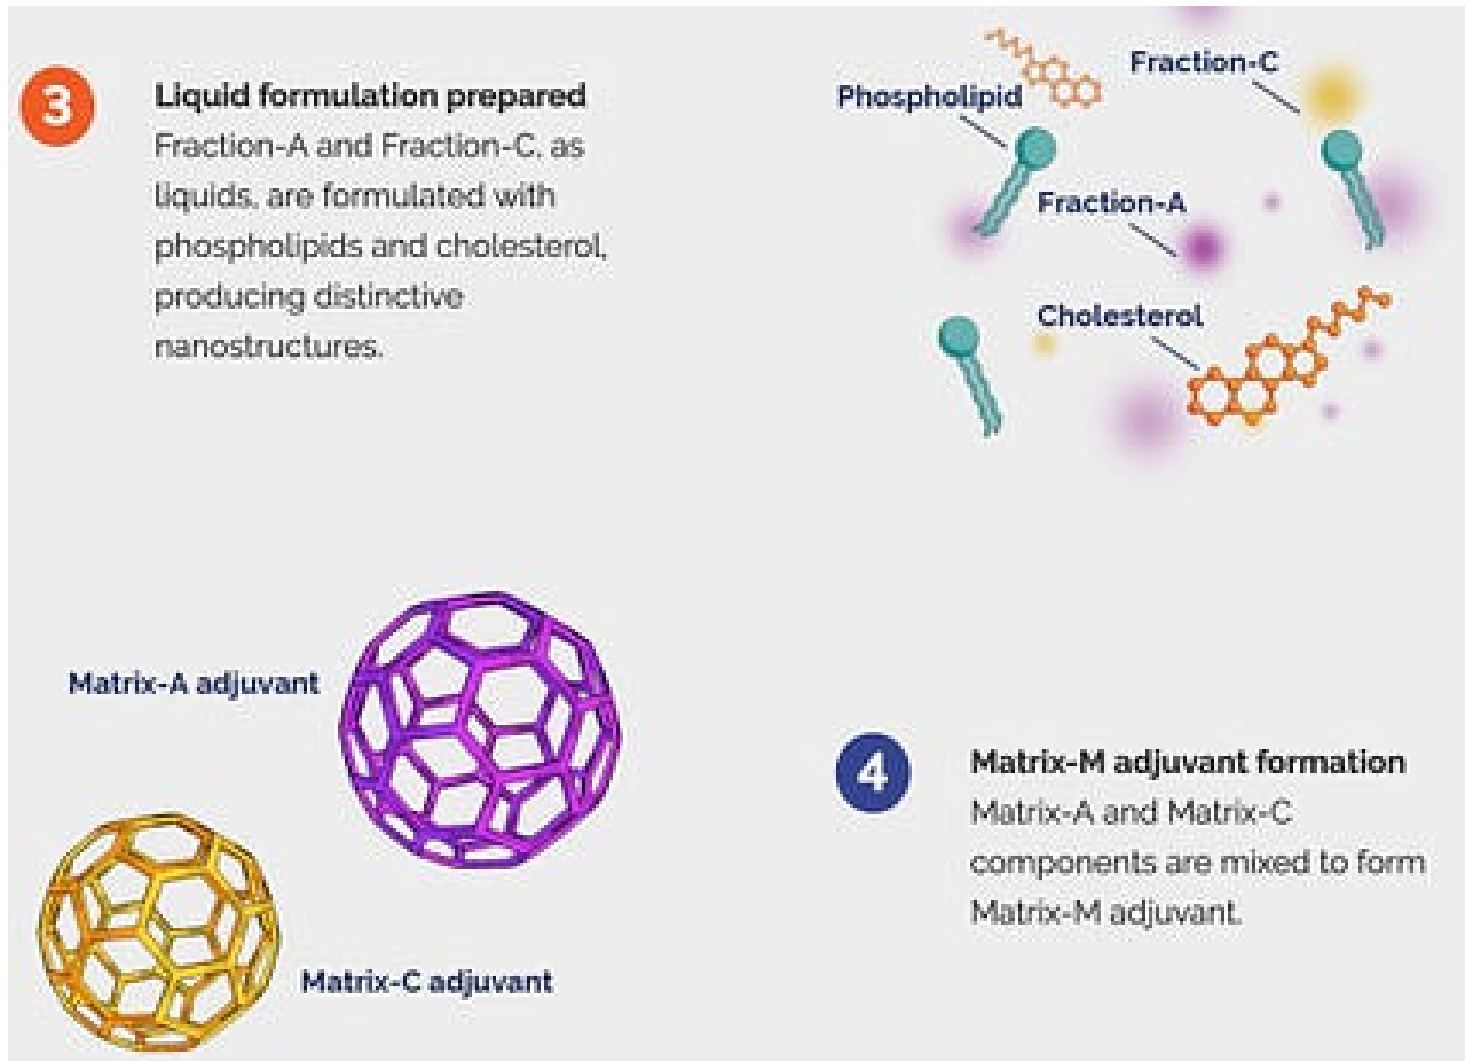 3
Liquid formulation prepared
Fraction-A and Fraction-C, as
liquids, are formulated with
phospholipids and cholesterol,
producing distinctive
nanostructures.
Fraction-C
Phospholipid
Fraction-A
Cholesterol
Matrix-A adjuvant
Matrix-C adjuvant
4
Matrix-M adjuvant formation
Matrix-A and Matrix-C
components are mixed to form
Matrix-M adjuvant.